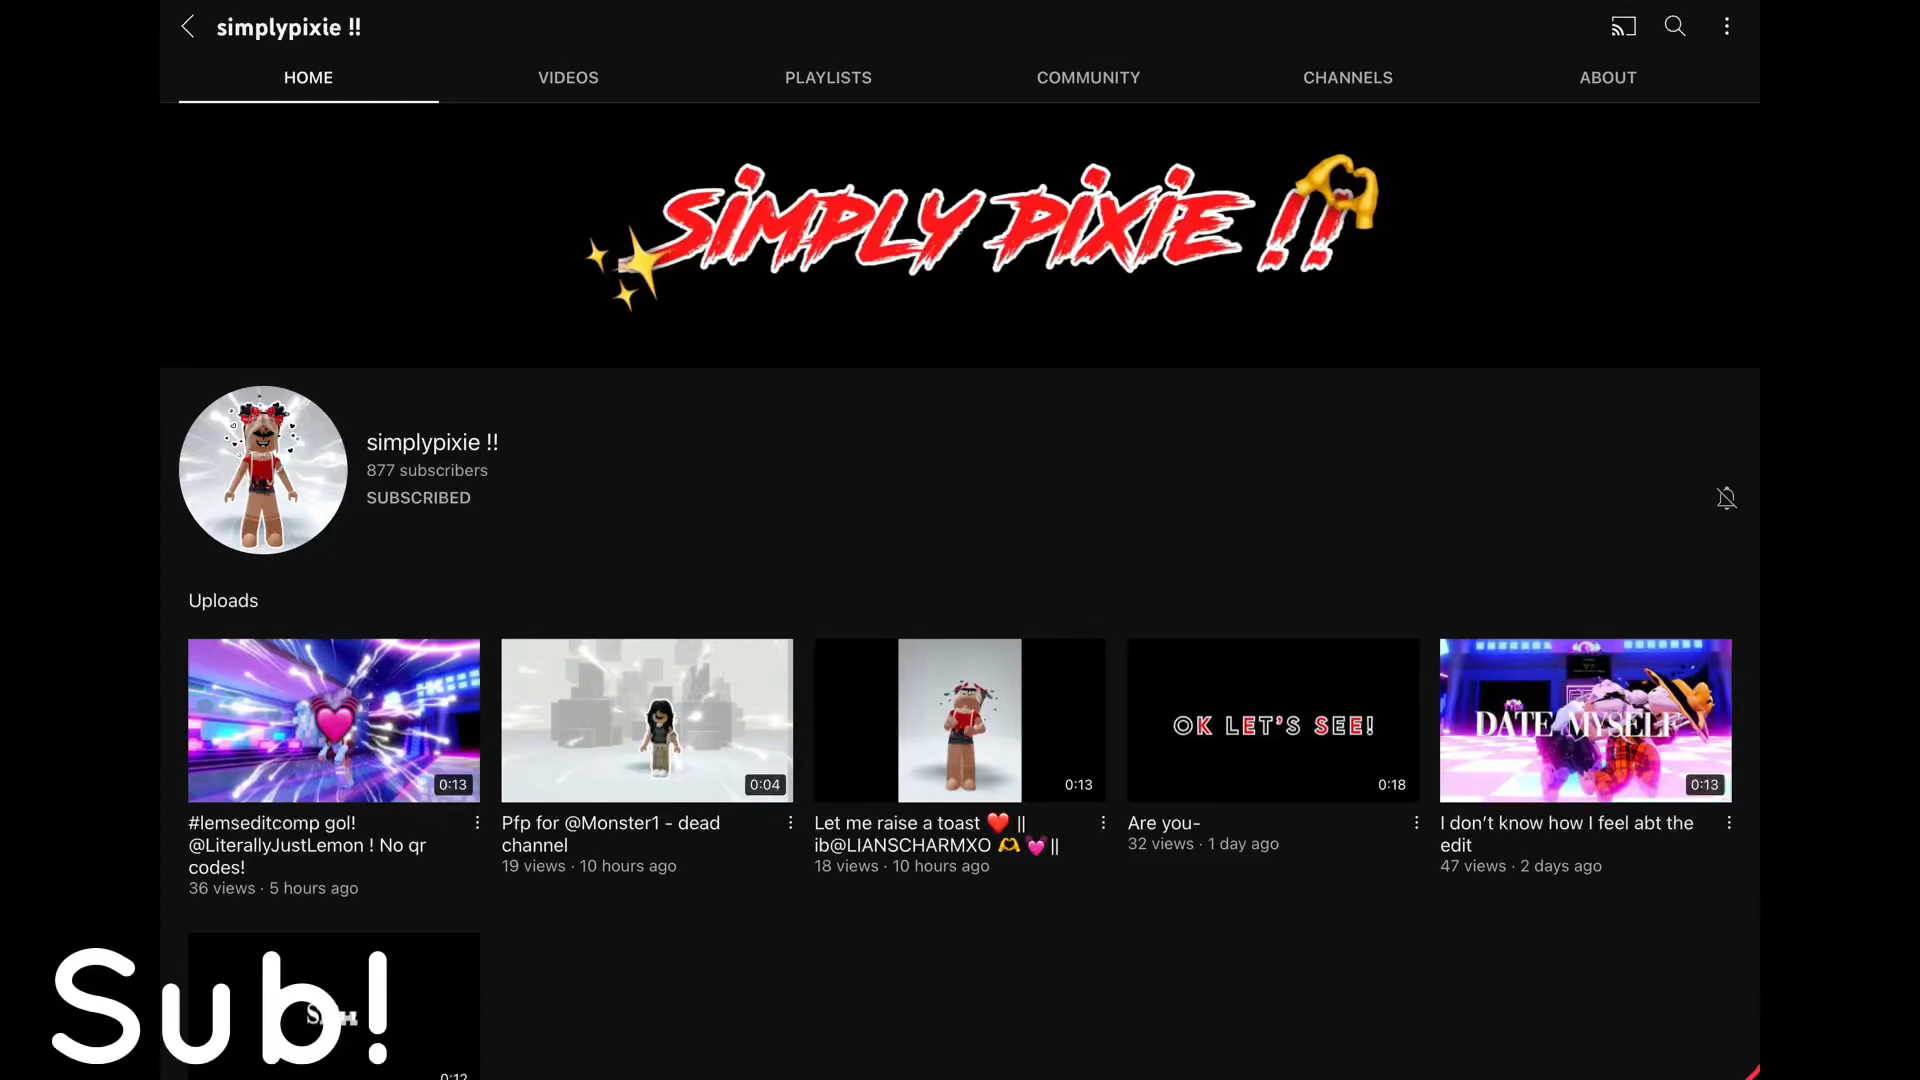 simplypixie !!
HOME VIDEOS PLAYLISTS COMMUNITY CHANNELS ABOUT
SIMPLY PIXIE !!
simplypixie !!
877 subscribers
SUBSCRIBED
Uploads
0:13
#lemseditcomp go!!
@LiterallyJustLemon ! No qr
codes!
36 views · 5 hours ago
0:04
Pfp for @Monster1 - dead
channel
19 views · 10 hours ago
0:13
Let me raise a toast ❤️ ||
ib@LIANSCHARMXO 🫶💓||
18 views · 10 hours ago
OK LET'S SEE!
0:18
Are you-
32 views · 1 day ago
DATE MYSELF
0:13
I don’t know how I feel abt the
edit
47 views · 2 days ago
Sub!
0:12